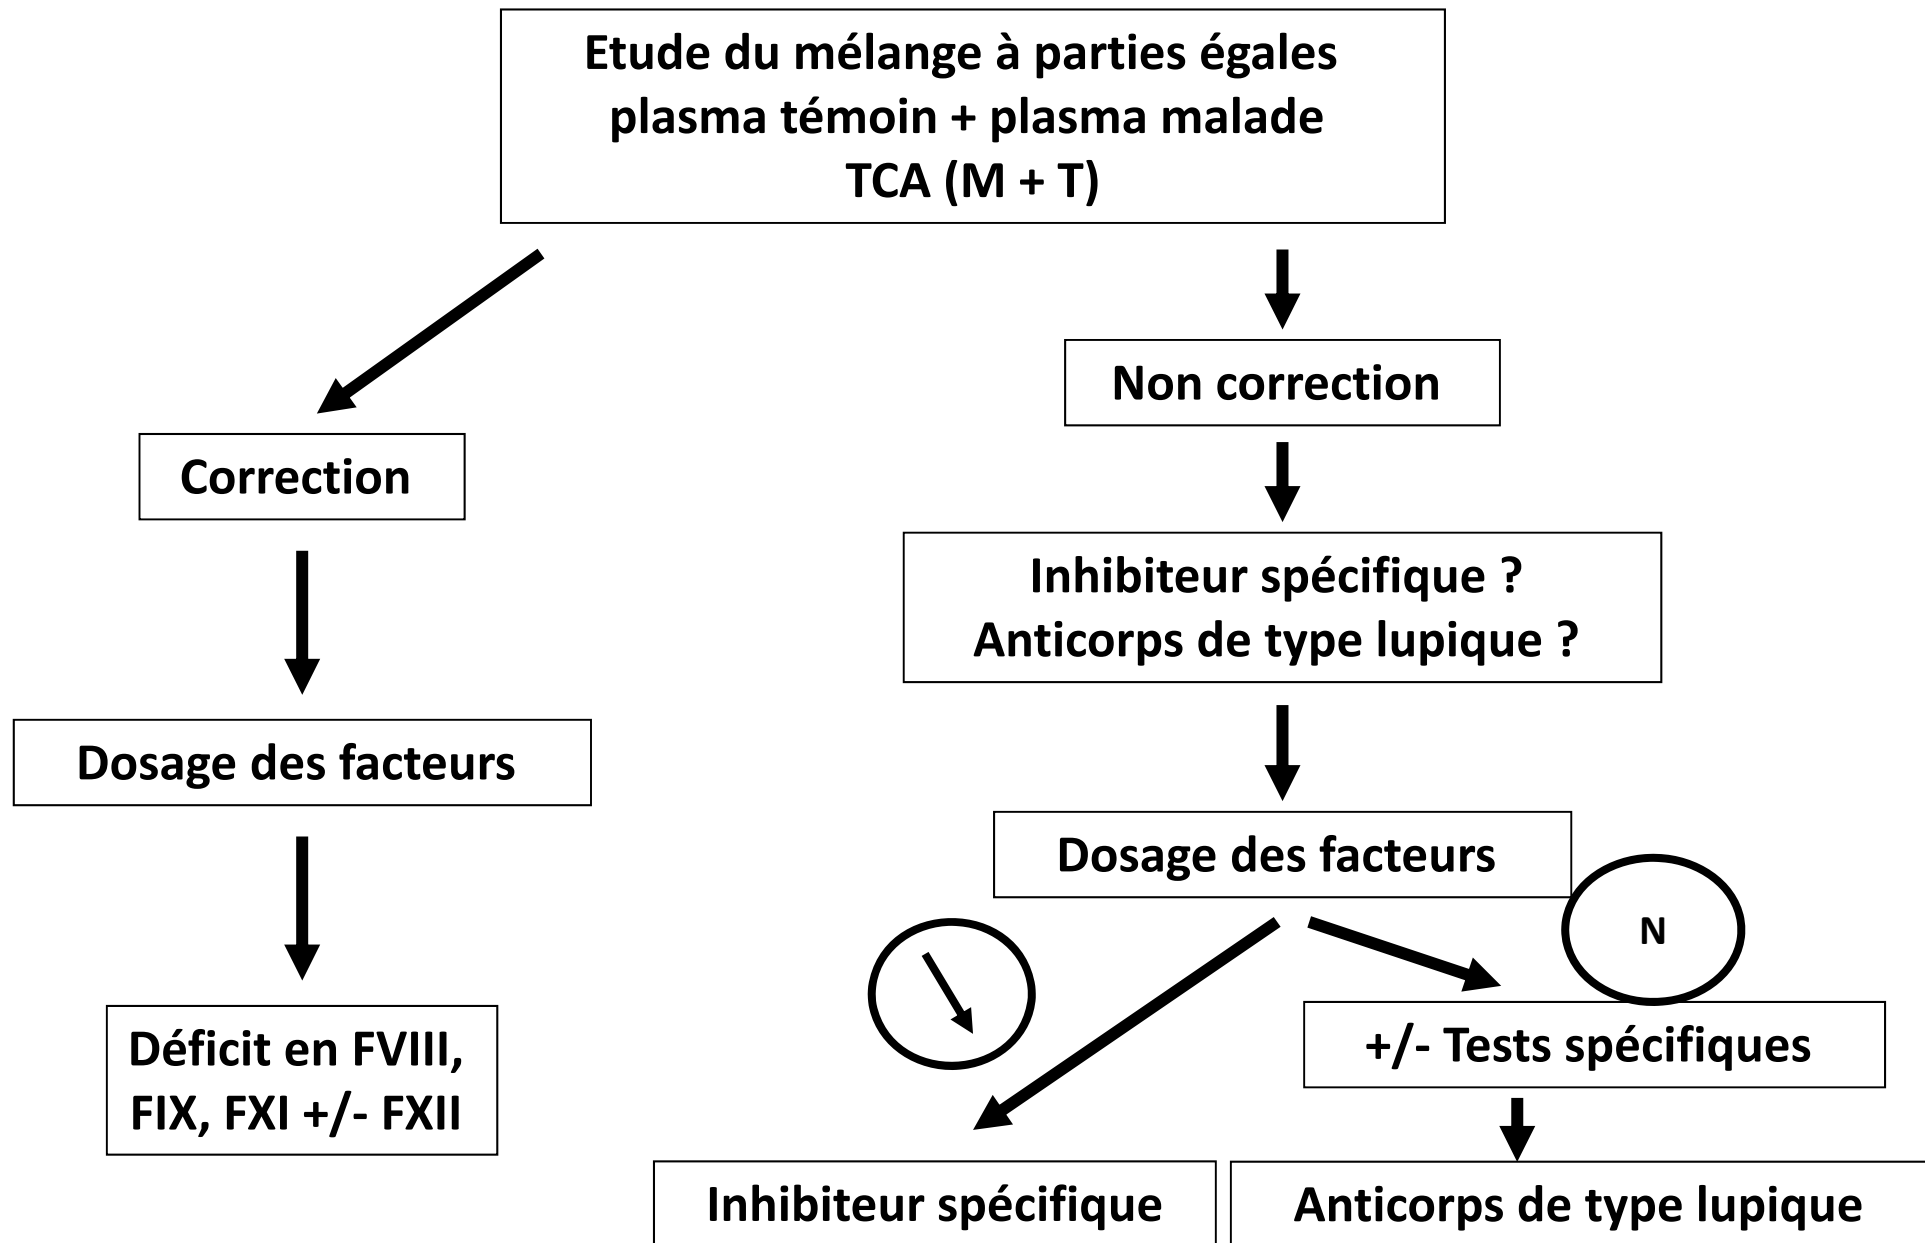 Etude du mélange à parties égales
plasma témoin + plasma malade
TCA (M + T)
Non correction
Correction
Inhibiteur spécifique ?
Anticorps de type lupique ?
Dosage des facteurs
Dosage des facteurs
N
Déficit en FVIII,
FIX, FXI +/- FXII
+/- Tests spécifiques
Inhibiteur spécifique
Anticorps de type lupique